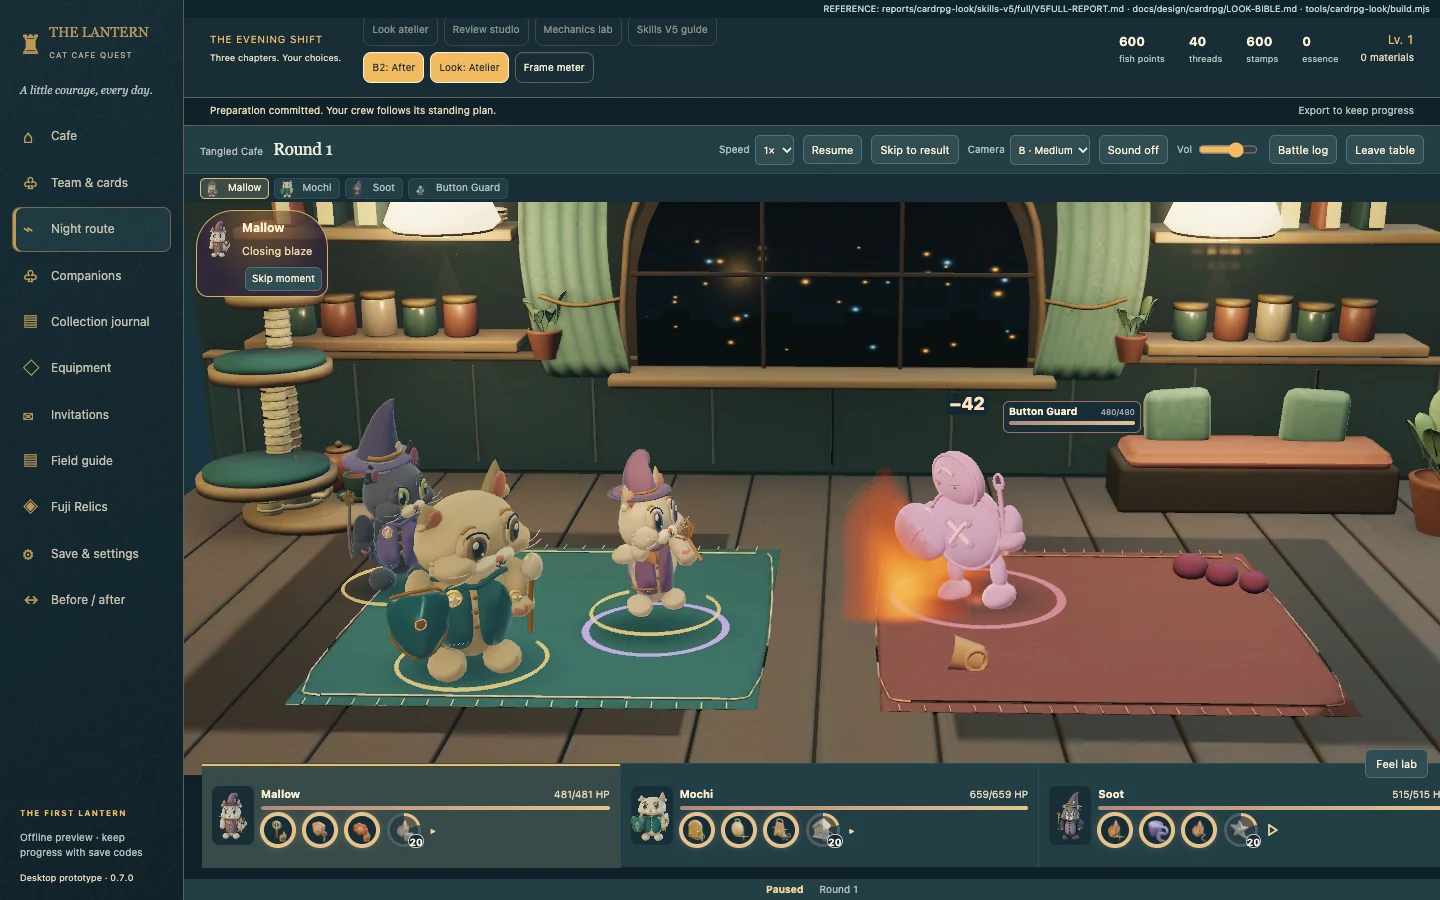 REFERENCE: reports/cardrpg-look/skills-v5/full/V5FULL-REPORT.md · docs/design/cardrpg/LOOK-BIBLE.md · tools/cardrpg-look/build.mjs
THE LANTERN
CAT CAFE QUEST
A little courage, every day.
Cafe
Team & cards
Night route
Companions
Collection journal
Equipment
Invitations
Field guide
Fuji Relics
Save & settings
Before / after
THE FIRST LANTERN
Offline preview · keep
progress with save codes
Desktop prototype · 0.7.0
THE EVENING SHIFT
Three chapters. Your choices.
Look atelier
Review studio
Mechanics lab
Skills V5 guide
B2: After
Look: Atelier
Frame meter
600
fish points
40
threads
600
stamps
0
essence
Lv. 1
0 materials
Preparation committed. Your crew follows its standing plan.
Export to keep progress
Tangled Cafe
Round 1
Speed
1×
Resume
Skip to result
Camera
B · Medium
Sound off
Vol
Battle log
Leave table
Mallow
Mochi
Soot
Button Guard
Mallow
Closing blaze
Skip moment
−42
Button Guard
480/480
Feel lab
Mallow
481/481 HP
20
Mochi
659/659 HP
20
Soot
515/515 H
20
Paused
Round 1